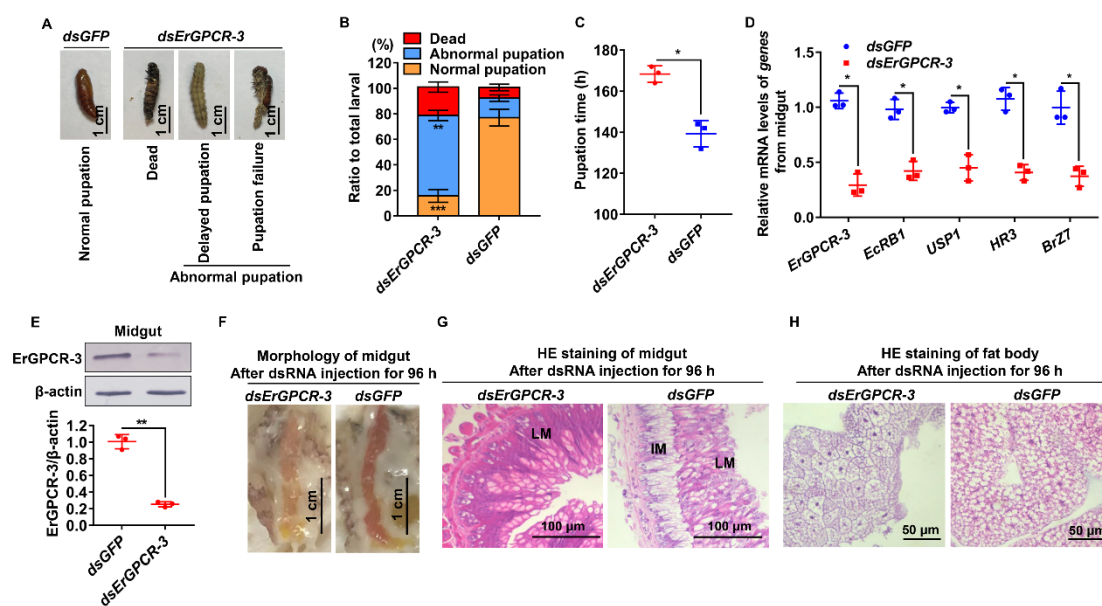 A
dsGFP
dsErGPCR-3
1 cm
1 cm
1 cm
1 cm
Nromal pupation
Dead
Delayed pupation
Pupation failure
Abnormal pupation
B
(%)
Dead
Abnormal pupation
Normal pupation
Ratio to total larval
120
100
80
60
40
20
0
**
***
dsErGPCR-3
dsGFP
C
Pupation time (h)
180
160
140
120
100
*
dsErGPCR-3
dsGFP
D
dsGFP
dsErGPCR-3
Relative mRNA levels of genes
from midgut
1.5
1.0
0.5
0.0
*
*
*
*
*
ErGPCR-3
EcRB1
USP1
HR3
BrZ7
E
Midgut
ErGPCR-3
β-actin
ErGPCR-3/β-actin
1.2
1.0
0.8
0.6
0.4
0.2
0
**
dsGFP
dsErGPCR-3
F
Morphology of midgut
After dsRNA injection for 96 h
dsErGPCR-3
dsGFP
1 cm
1 cm
G
HE staining of midgut
After dsRNA injection for 96 h
dsErGPCR-3
dsGFP
LM
IM
LM
100 μm
100 μm
H
HE staining of fat body
After dsRNA injection for 96 h
dsErGPCR-3
dsGFP
50 μm
50 μm